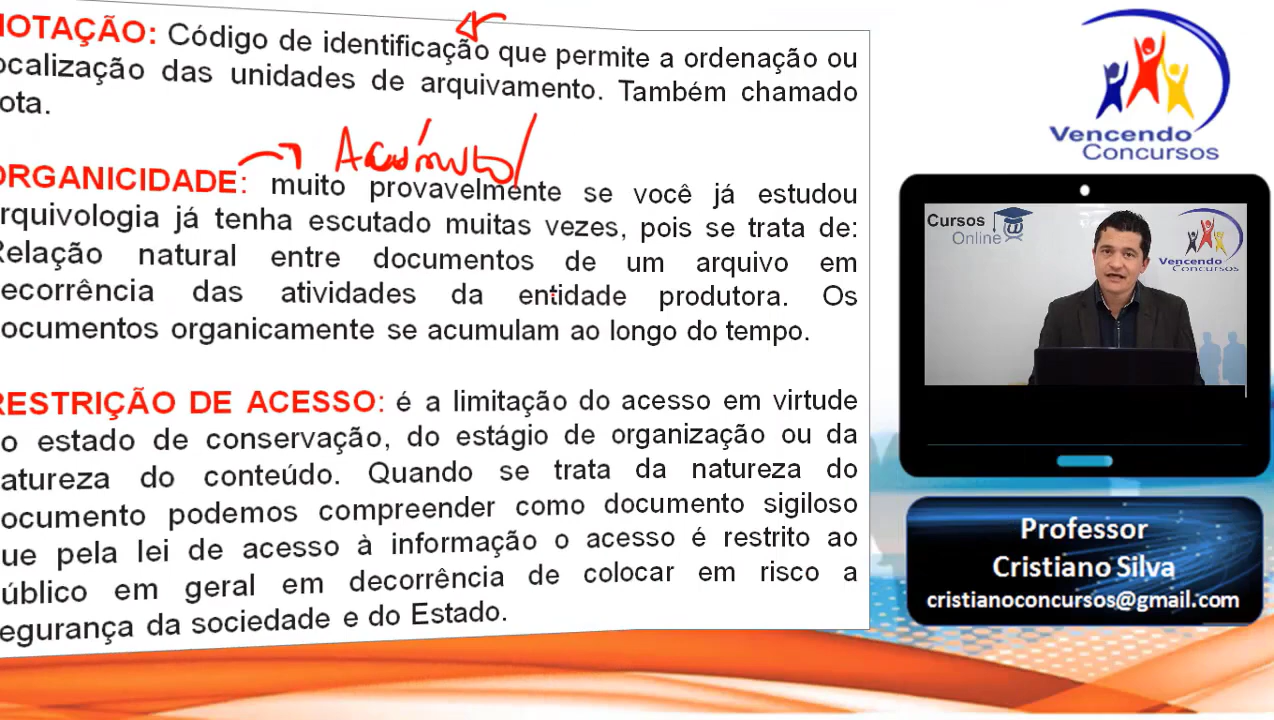 NOTAÇÃO: Código de identificação que permite a ordenação ou
localização das unidades de arquivamento. Também chamado
cota.
Acúmulo
ORGANICIDADE: muito provavelmente se você já estudou
arquivologia já tenha escutado muitas vezes, pois se trata de:
Relação natural entre documentos de um arquivo em
decorrência das atividades da entidade produtora. Os
documentos organicamente se acumulam ao longo do tempo.
RESTRIÇÃO DE ACESSO: é a limitação do acesso em virtude
do estado de conservação, do estágio de organização ou da
natureza do conteúdo. Quando se trata da natureza do
documento podemos compreender como documento sigiloso
que pela lei de acesso à informação o acesso é restrito ao
público em geral em decorrência de colocar em risco a
segurança da sociedade e do Estado.
Vencendo
Concursos
Cursos
Online
Vencendo
Concursos
Professor
Cristiano Silva
cristianoconcursos@gmail.com